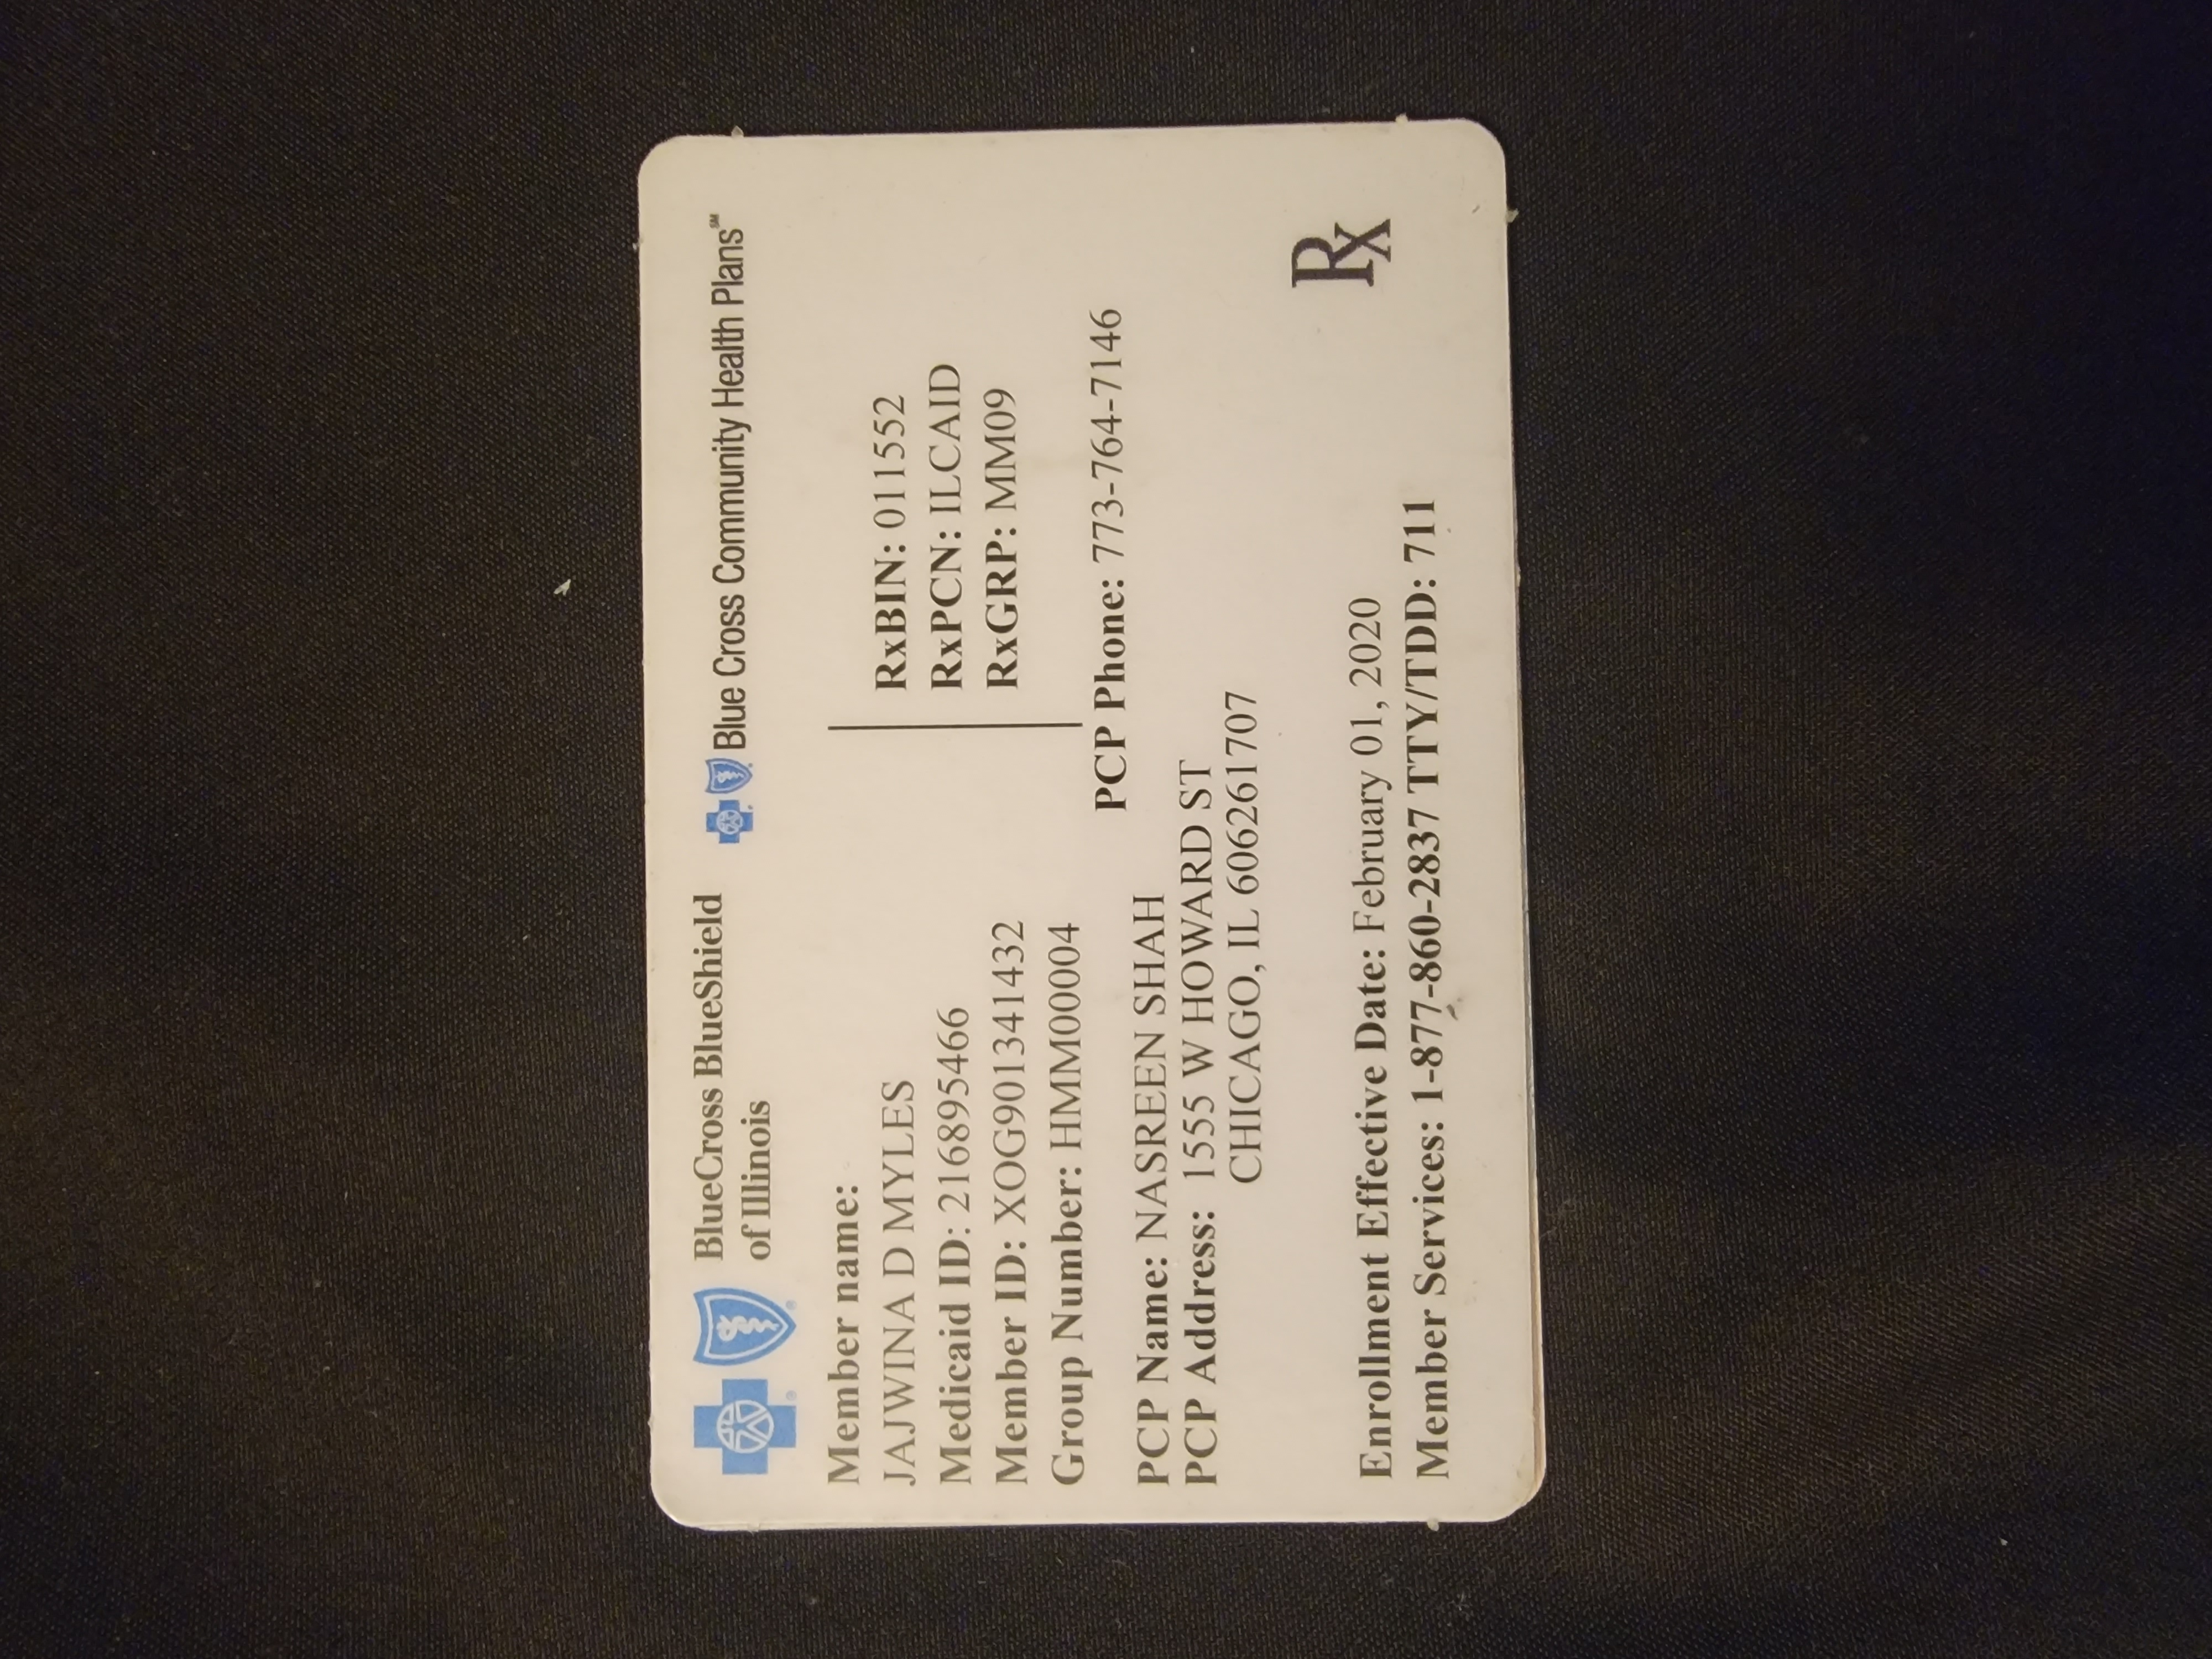 BlueCross BlueShield
of Illinois
Blue Cross Community Health Plans℠
Member name:
JAJWINA D MYLES
Medicaid ID: 216895466
Member ID: XOG901341432
Group Number: HMM00004
RxBIN: 011552
RxPCN: ILCAID
RxGRP: MM09
PCP Phone: 773-764-7146
PCP Name: NASREEN SHAH
PCP Address: 1555 W HOWARD ST
CHICAGO, IL 606261707
Enrollment Effective Date: February 01, 2020
Member Services: 1-877-860-2837 TTY/TDD: 711
Rx